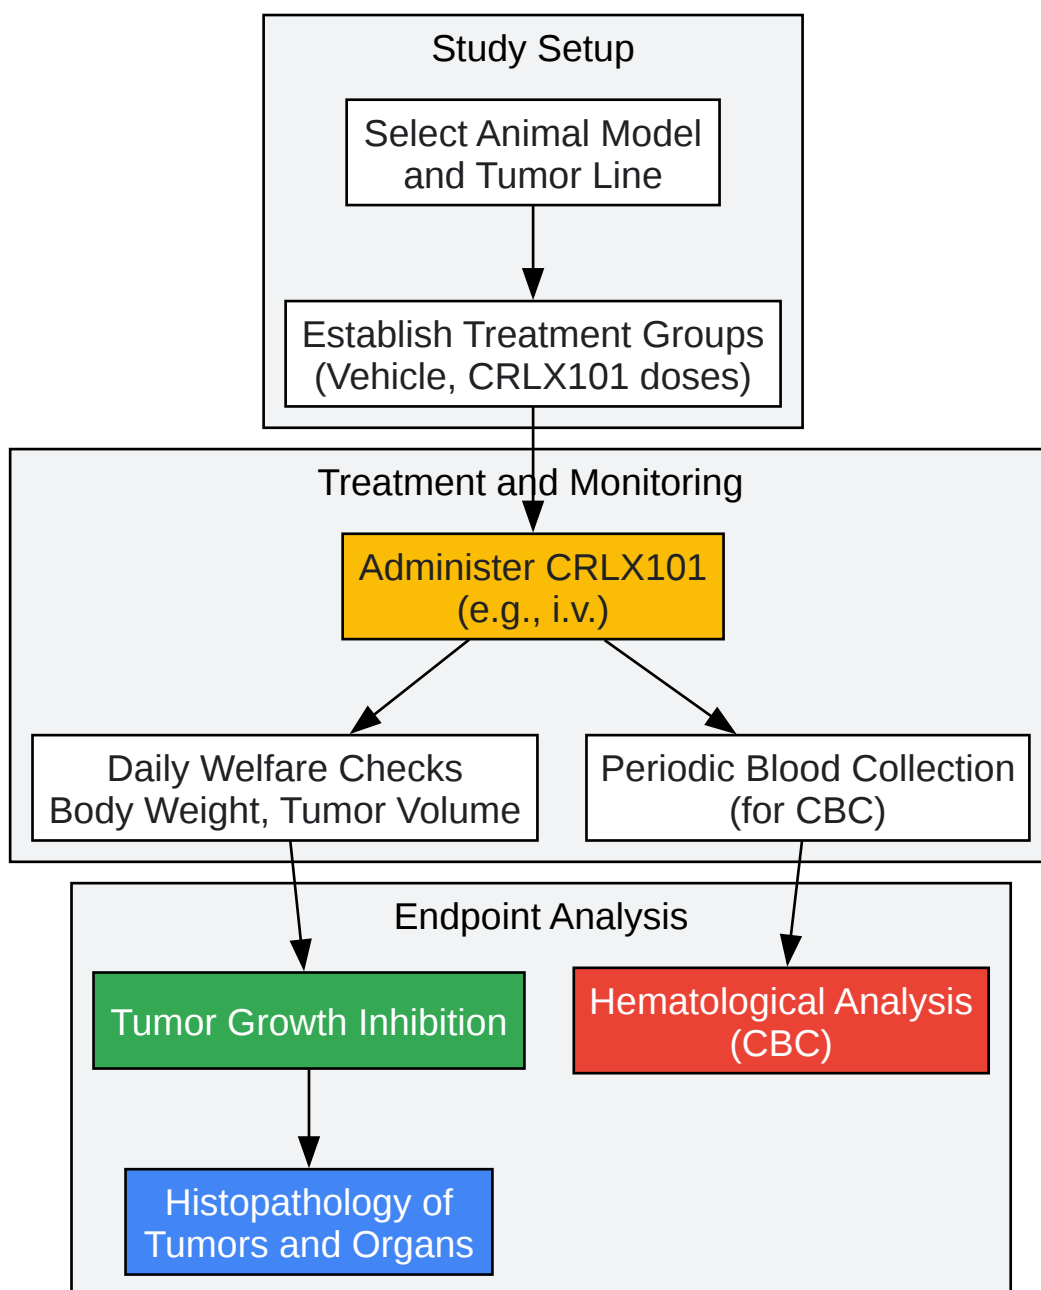 Study Setup
Select Animal Model
and Tumor Line
Establish Treatment Groups
(Vehicle, CRLX101 doses)
Treatment and Monitoring
Administer CRLX101
(e.g., i.v.)
Daily Welfare Checks
Body Weight, Tumor Volume
Periodic Blood Collection
(for CBC)
Endpoint Analysis
Tumor Growth Inhibition
Hematological Analysis
(CBC)
Histopathology of
Tumors and Organs